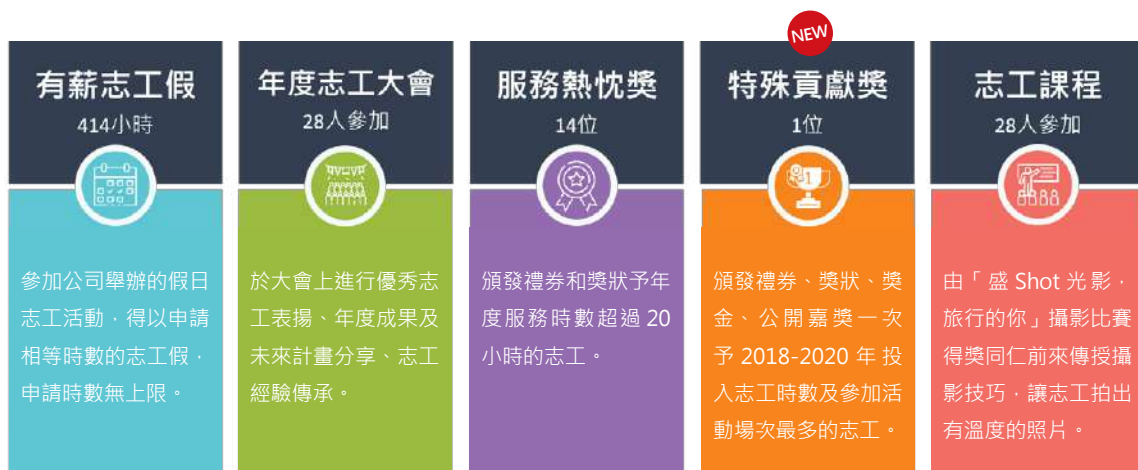 NEW
有薪志工假
414小時
參加公司舉辦的假日
志工活動，得以申請
相等時數的志工假，
申請時數無上限。
年度志工大會
28人參加
於大會上進行優秀志
工表揚、年度成果及
未來計畫分享、志工
經驗傳承。
服務熱忱獎
14位
頒發禮券和獎狀予年
度服務時數超過 20
小時的志工。
特殊貢獻獎
1位
頒發禮券、獎狀、獎
金、公開嘉獎一次
予 2018-2020 年投
入志工時數及參加活
動場次最多的志工。
志工課程
28人參加
由「盛 Shot 光影，
旅行的你」攝影比賽
得獎同仁前來傳授攝
影技巧，讓志工拍出
有溫度的照片。